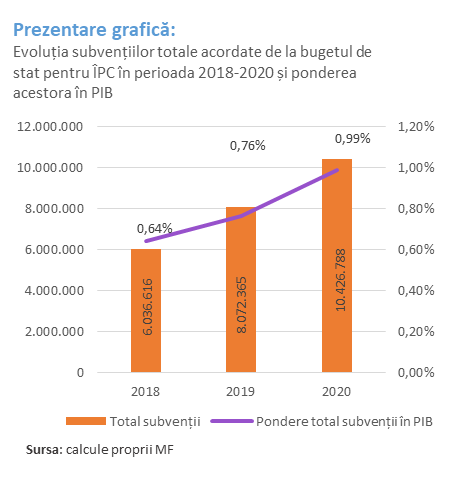 Prezentare grafică:
Evoluția subvențiilor totale acordate de la bugetul de
stat pentru ÎPC în perioada 2018-2020 și ponderea
acestora în PIB
12.000.000
10.000.000
8.000.000
6.000.000
4.000.000
2.000.000
0
1,20%
1,00%
0,80%
0,60%
0,40%
0,20%
0,00%
0,64%
0,76%
0,99%
6.036.616
8.072.365
10.426.788
2018 2019 2020
Total subvenții Pondere total subvenții în PIB
Sursa: calcule proprii MF